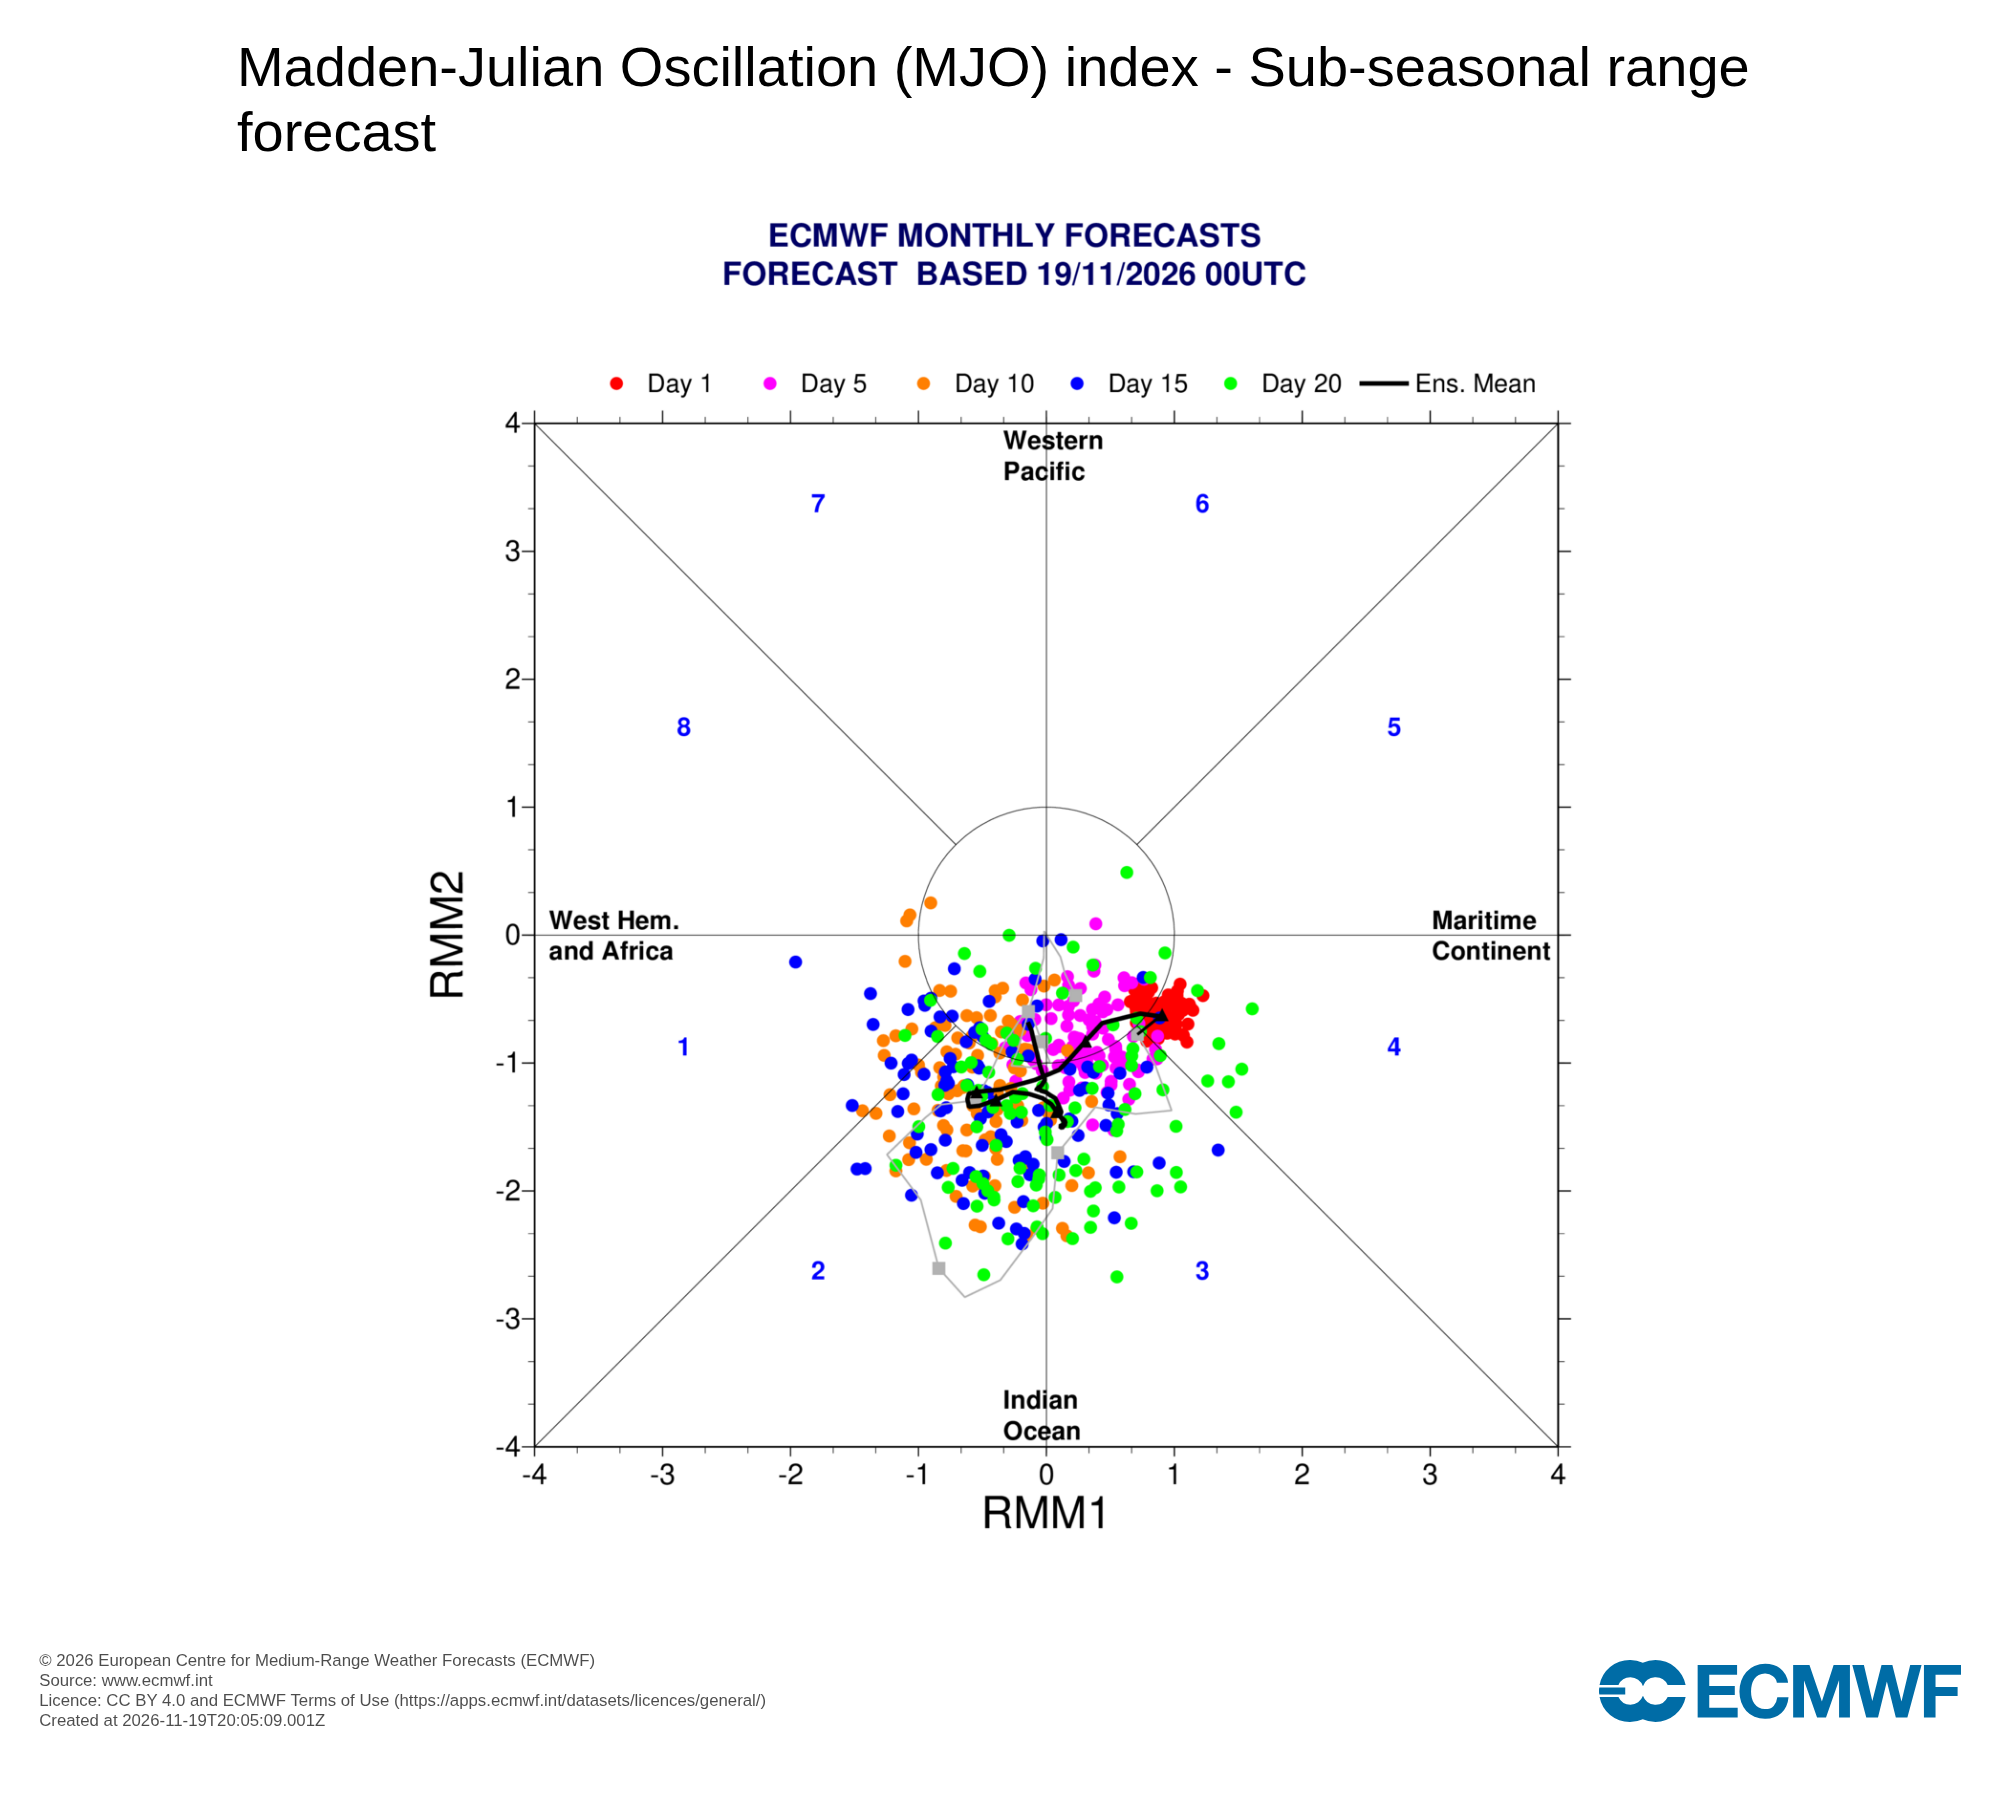 Madden-Julian Oscillation (MJO) index - Sub-seasonal range
forecast
ECMWF MONTHLY FORECASTS
FORECAST BASED 19/11/2026 00UTC
Day 1 Day 5 Day 10 Day 15 Day 20 Ens. Mean
4
Western
Pacific
7 6
3
2
8 5
1
RMM2
West Hem.
and Africa
0
Maritime
Continent
1 4
-1
-2
2 3
-3
Indian
Ocean
-4
-4 -3 -2 -1 0 1 2 3 4
RMM1
© 2026 European Centre for Medium-Range Weather Forecasts (ECMWF)
Source: www.ecmwf.int
Licence: CC BY 4.0 and ECMWF Terms of Use (https://apps.ecmwf.int/datasets/licences/general/)
Created at 2026-11-19T20:05:09.001Z
ECMWF